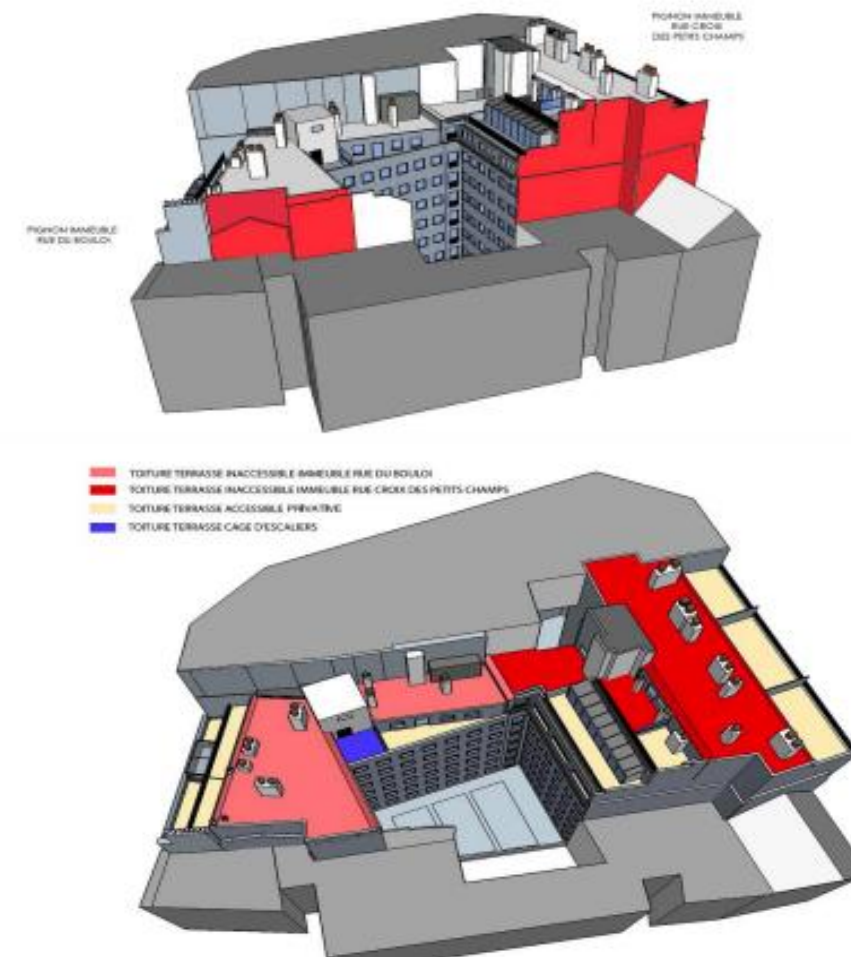 PIGNON IMMEUBLE
RUE CROIX
DES PETITS CHAMPS
PIGNON IMMEUBLE
RUE DU BOULOI
TOITURE TERRASSE INACCESSIBLE IMMEUBLE RUE DU BOULOI
TOITURE TERRASSE INACCESSIBLE IMMEUBLE RUE CROIX DES PETITS CHAMPS
TOITURE TERRASSE ACCESSIBLE PRIVATIVE
TOITURE TERRASSE CAGE D'ESCALIERS